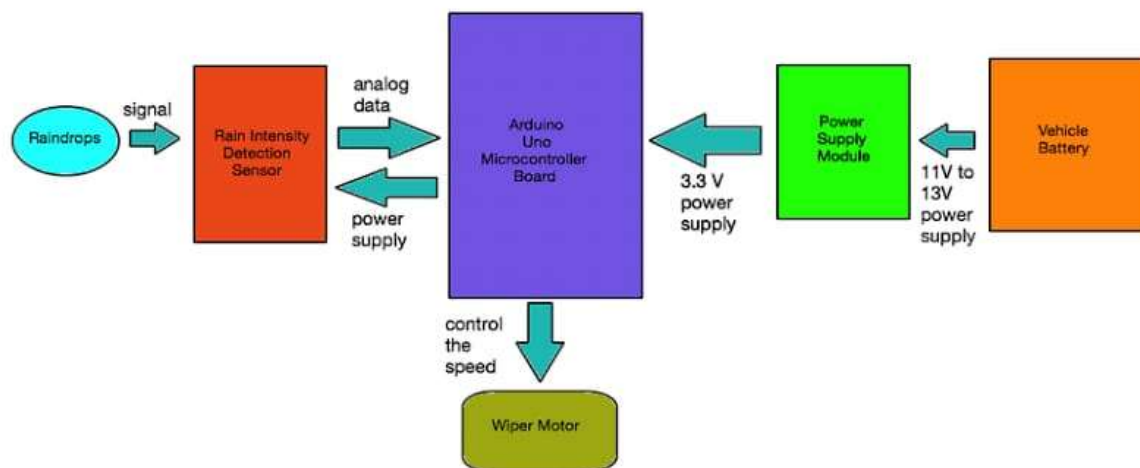 Raindrops
signal
Rain Intensity
Detection
Sensor
analog
data
power
supply
Arduino
Uno
Microcontroller
Board
3.3 V
power
supply
Power
Supply
Module
11V to
13V
power
supply
Vehicle
Battery
control
the
speed
Wiper Motor